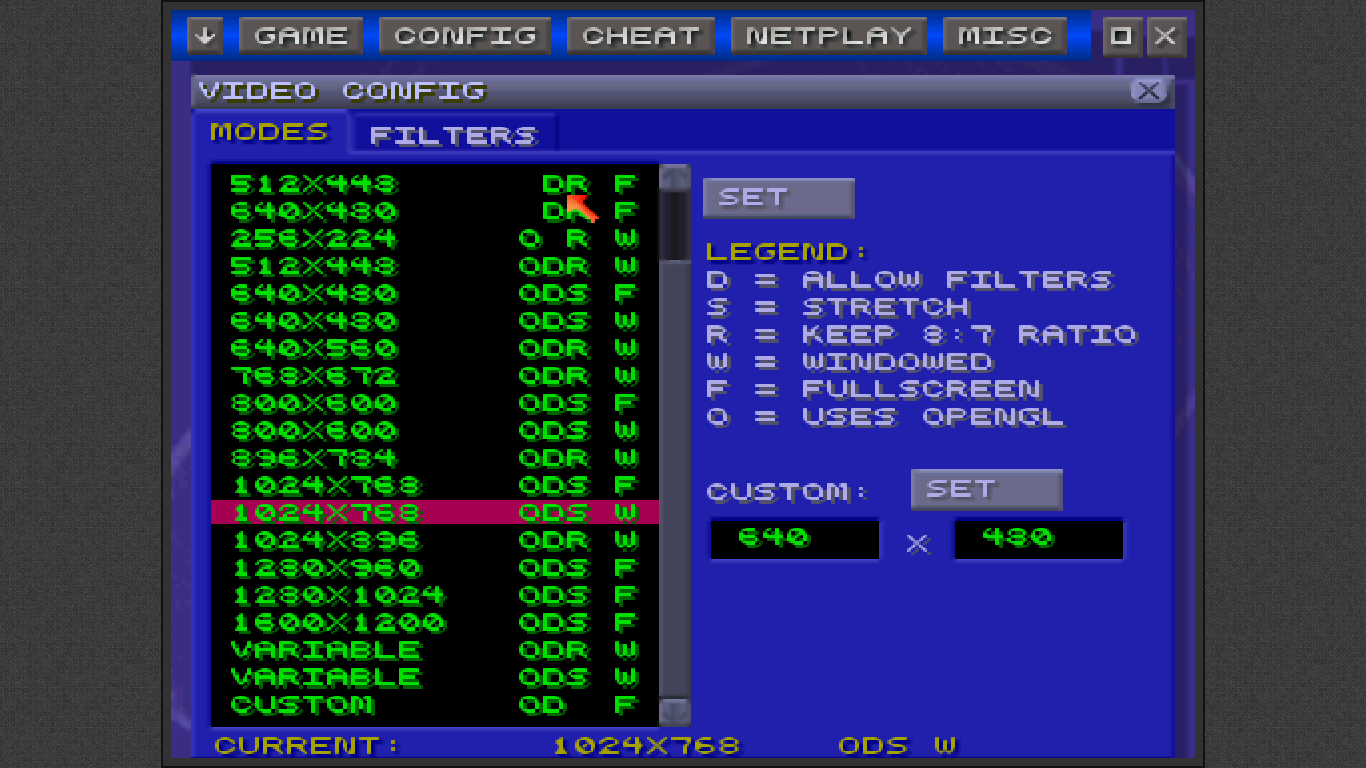 GAME CONFIG CHEAT NETPLAY MISC
VIDEO CONFIG
MODES FILTERS
512X448 DR F
640X480 DR F
256X224 O R W
512X448 ODR W
640X480 ODS F
640X480 ODS W
640X560 ODR W
768X672 ODR W
800X600 ODS F
800X600 ODS W
896X784 ODR W
1024X768 ODS F
1024X768 ODS W
1024X896 ODR W
1280X960 ODS F
1280X1024 ODS F
1600X1200 ODS F
VARIABLE ODR W
VARIABLE ODS W
CUSTOM OD F
SET
LEGEND:
D = ALLOW FILTERS
S = STRETCH
R = KEEP 8:7 RATIO
W = WINDOWED
F = FULLSCREEN
O = USES OPENGL
CUSTOM: SET
640 X 480
CURRENT: 1024X768 ODS W